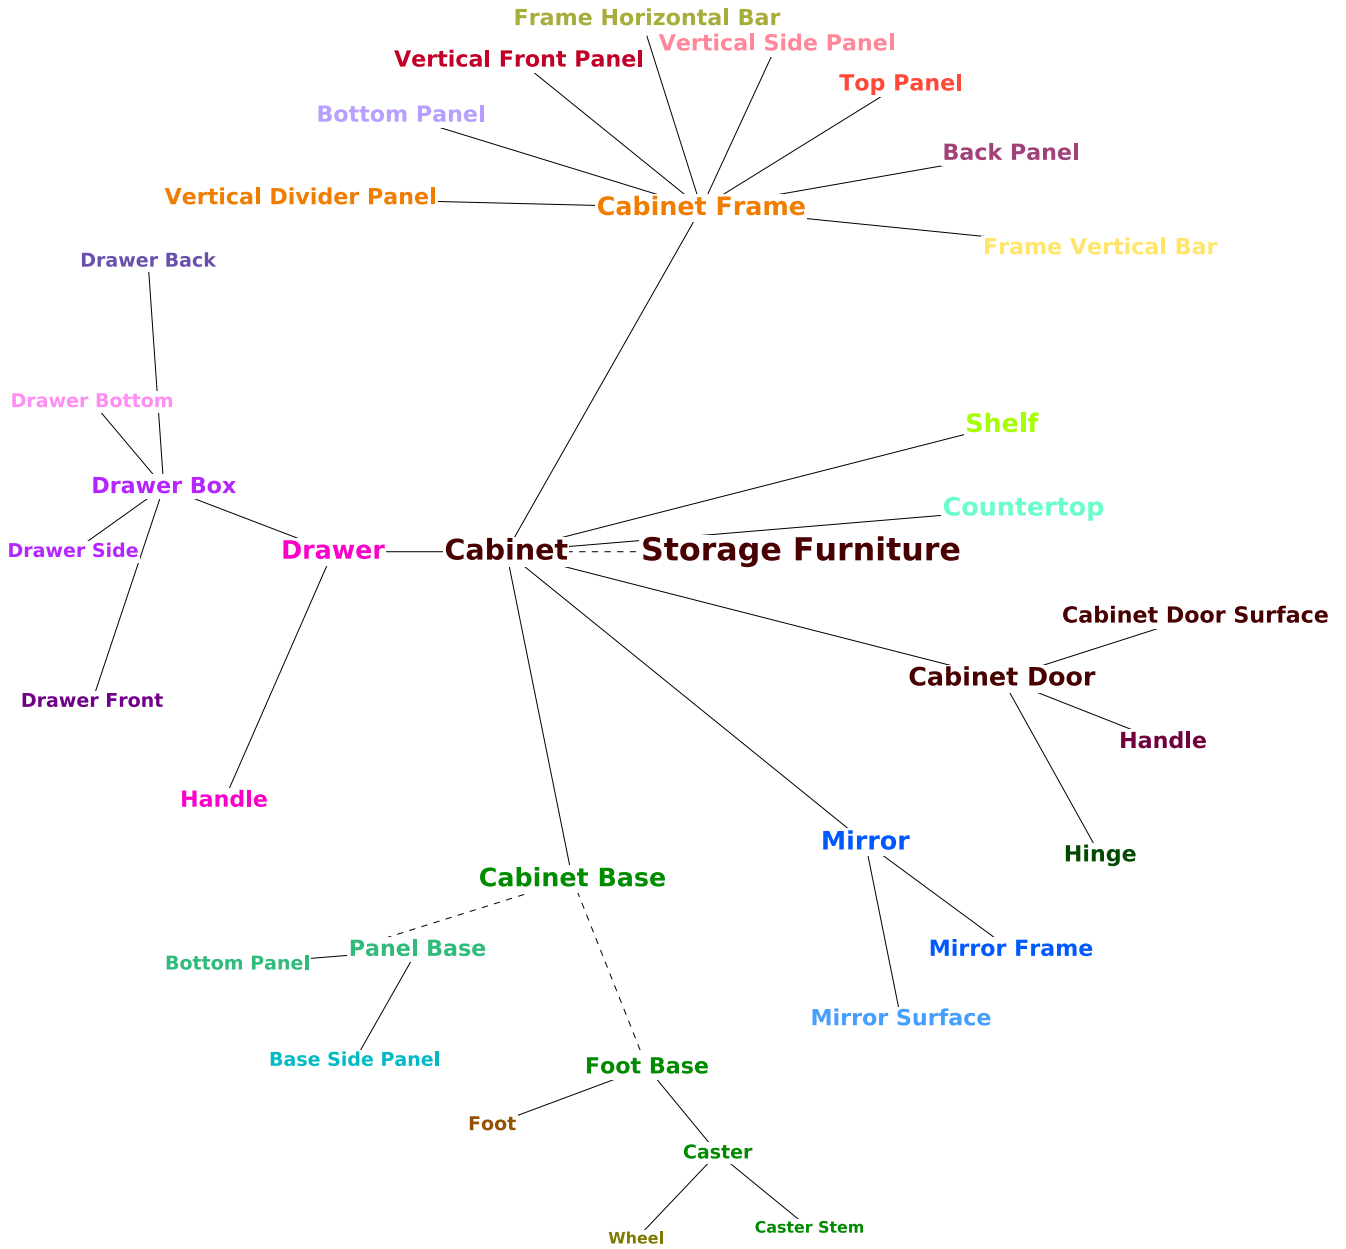 Frame Horizontal Bar
Vertical Side Panel
Vertical Front Panel
Top Panel
Bottom Panel
Back Panel
Vertical Divider Panel
Cabinet Frame
Frame Vertical Bar
Drawer Back
Drawer Bottom
Shelf
Drawer Box
Countertop
Drawer Side
Drawer
Cabinet
Storage Furniture
Cabinet Door Surface
Cabinet Door
Drawer Front
Handle
Handle
Mirror
Hinge
Cabinet Base
Panel Base
Mirror Frame
Bottom Panel
Mirror Surface
Base Side Panel
Foot Base
Foot
Caster
Caster Stem
Wheel